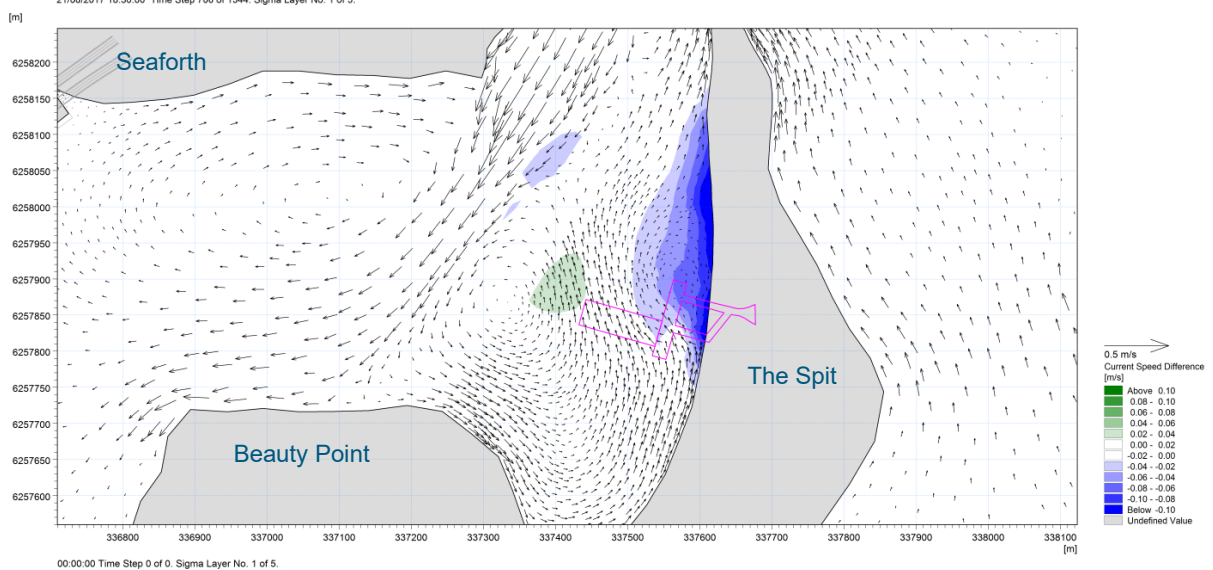 [m]
6258200
6258150
6258100
6258050
6258000
6257950
6257900
6257850
6257800
6257750
6257700
6257650
6257600
Seaforth
The Spit
Beauty Point
336800 336900 337000 337100 337200 337300 337400 337500 337600 337700 337800 337900 338000 338100
[m]
00:00:00 Time Step 0 of 0. Sigma Layer No. 1 of 5.
0.5 m/s
Current Speed Difference
[m/s]
Above 0.10
0.08 - 0.10
0.06 - 0.08
0.04 - 0.06
0.02 - 0.04
0.00 - 0.02
-0.02 - 0.00
-0.04 - -0.02
-0.06 - -0.04
-0.08 - -0.06
-0.10 - -0.08
Below -0.10
Undefined Value